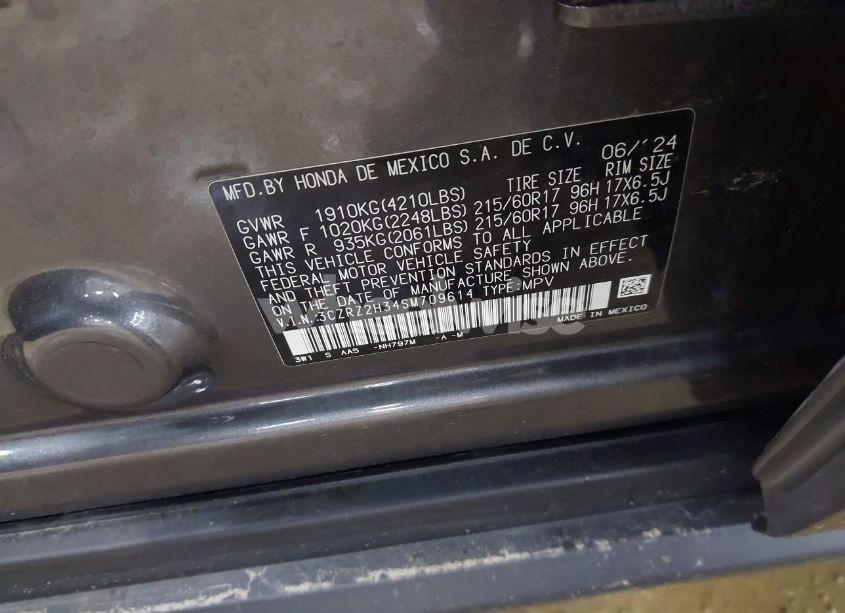 MFD.BY HONDA DE MEXICO S.A. DE C.V. 06/'24
TIRE SIZE RIM SIZE
GVWR 1910KG(4210LBS)
GAWR F 1020KG(2248LBS) 215/60R17 96H 17X6.5J
GAWR R 935KG(2061LBS) 215/60R17 96H 17X6.5J
THIS VEHICLE CONFORMS TO ALL APPLICABLE
FEDERAL MOTOR VEHICLE SAFETY
AND THEFT PREVENTION STANDARDS IN EFFECT
ON THE DATE OF MANUFACTURE SHOWN ABOVE.
V.I.N.3CZRZ2H34SM709614 TYPE:MPV
3W1 S AA5 -NH797M -A -M
MADE IN MEXICO